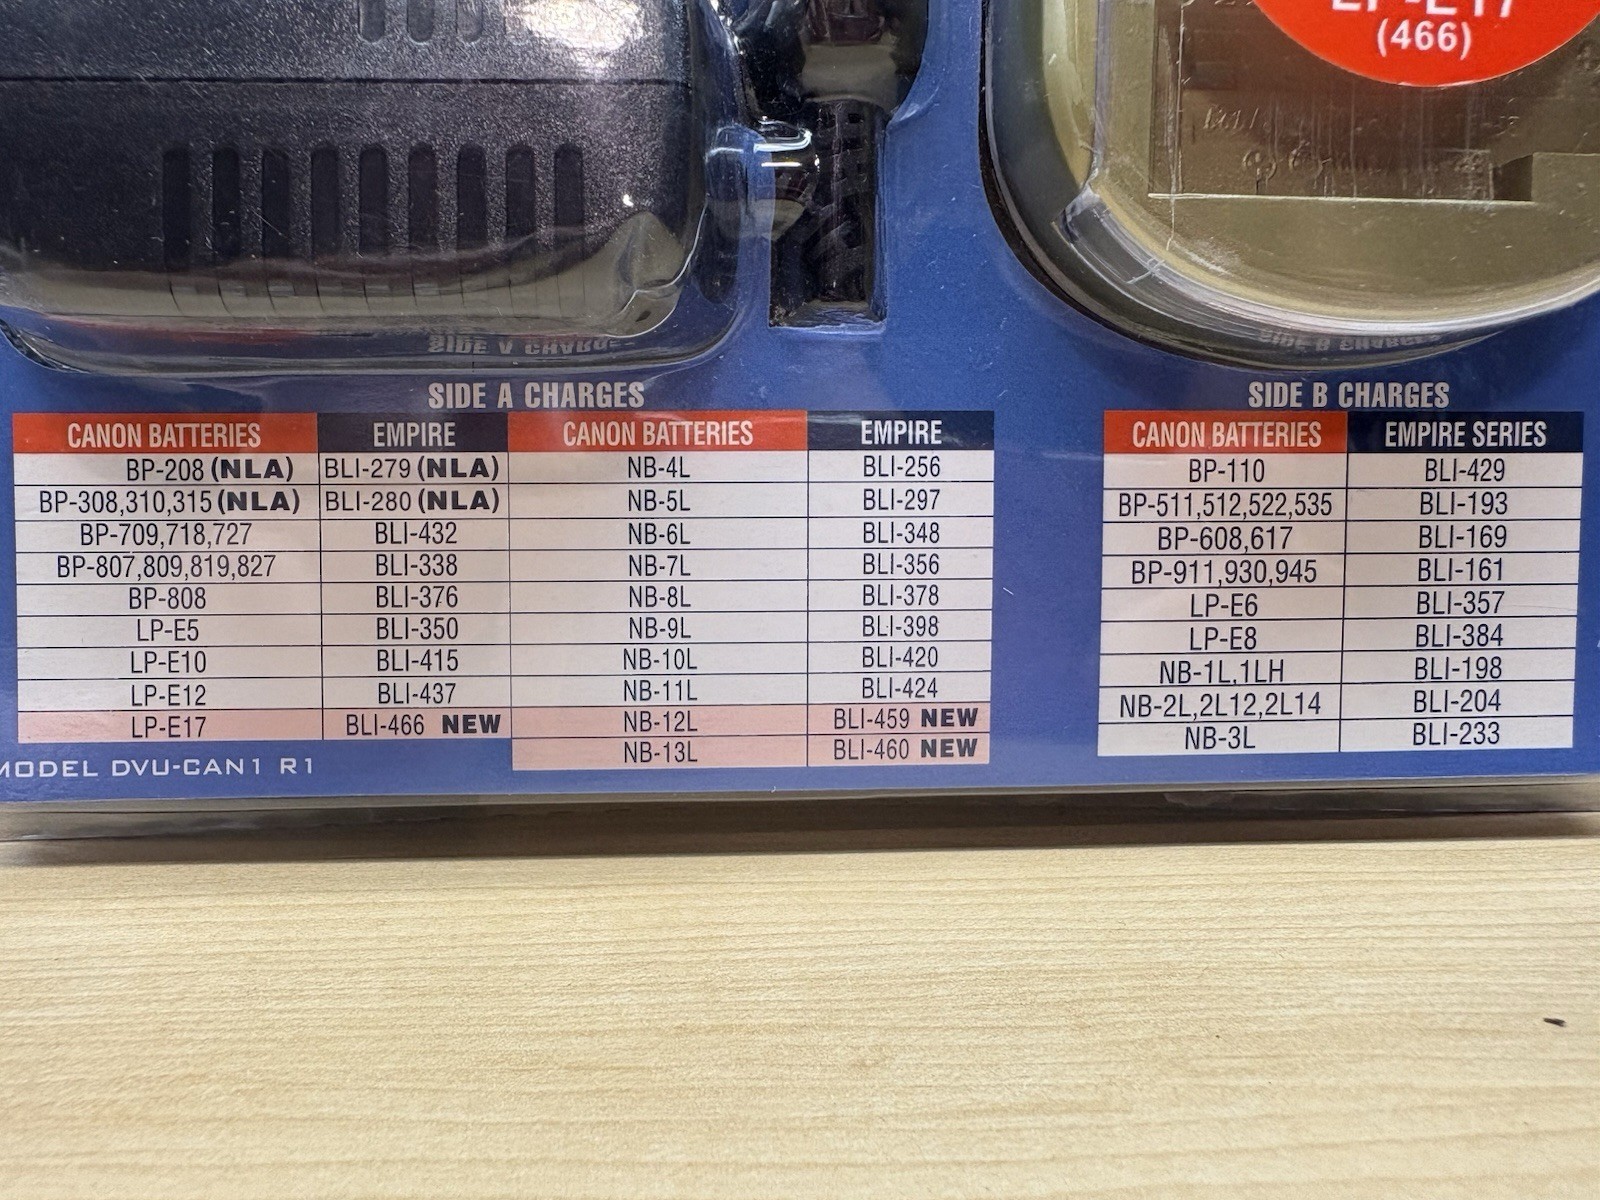 (466)
SIDE A CHARGES
CANON BATTERIES EMPIRE CANON BATTERIES EMPIRE
BP-208 (NLA) BLI-279 (NLA) NB-4L BLI-256
BP-308,310,315 (NLA) BLI-280 (NLA) NB-5L BLI-297
BP-709,718,727 BLI-432 NB-6L BLI-348
BP-807,809,819,827 BLI-338 NB-7L BLI-356
BP-808 BLI-376 NB-8L BLI-378
LP-E5 BLI-350 NB-9L BLI-398
LP-E10 BLI-415 NB-10L BLI-420
LP-E12 BLI-437 NB-11L BLI-424
LP-E17 BLI-466 NEW NB-12L BLI-459 NEW
NB-13L BLI-460 NEW
SIDE B CHARGES
CANON BATTERIES EMPIRE SERIES
BP-110 BLI-429
BP-511,512,522,535 BLI-193
BP-608,617 BLI-169
BP-911,930,945 BLI-161
LP-E6 BLI-357
LP-E8 BLI-384
NB-1L,1LH BLI-198
NB-2L,2L12,2L14 BLI-204
NB-3L BLI-233
MODEL DVU-CAN1 R1